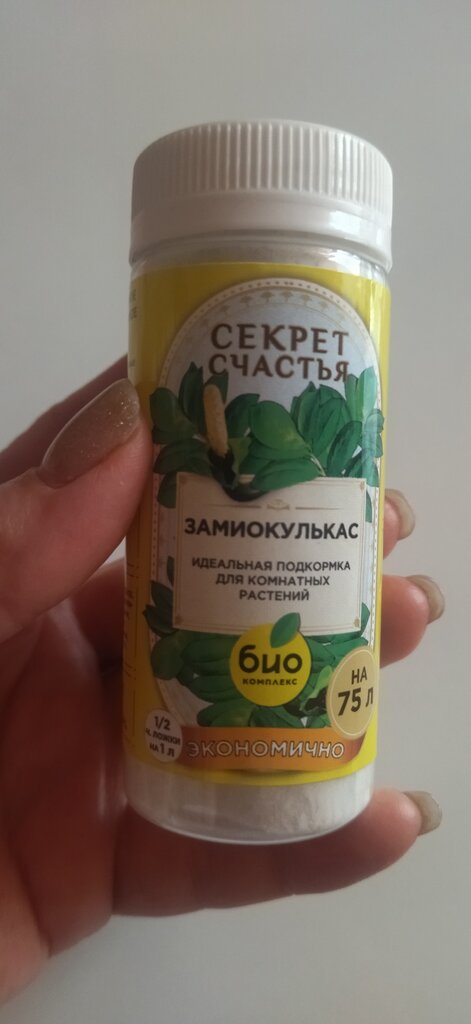 СЕКРЕТ
СЧАСТЬЯ
ЗАМИОКУЛЬКАС
ИДЕАЛЬНАЯ ПОДКОРМКА
ДЛЯ КОМНАТНЫХ
РАСТЕНИЙ
био
КОМПЛЕКС
НА
75 л
1/2
ч. ложки
на 1 л
ЭКОНОМИЧНО